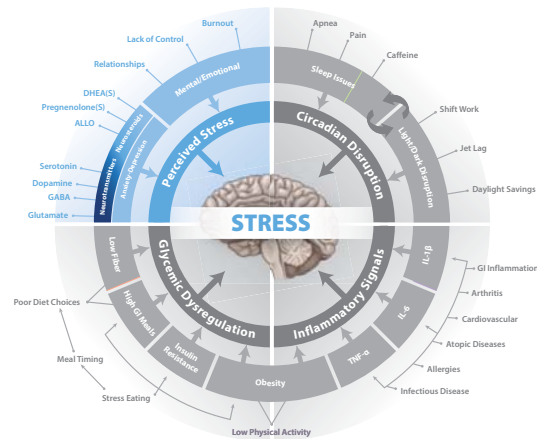 Burnout
Lack of Control
Relationships
Mental/Emotional
DHEA(S)
Pregnenolone(S)
ALLO
Neurosteroids
Serotonin
Dopamine
GABA
Glutamate
Neurotransmitters
Anxiety-Depression
Perceived Stress
Apnea
Pain
Caffeine
Sleep Issues
Shift Work
Jet Lag
Daylight Savings
Light/Dark Disruption
Circadian Disruption
STRESS
Low Fiber
High GI Meals
Insulin
Resistance
Obesity
Glycemic Dysregulation
Poor Diet Choices
Meal Timing
Stress Eating
Low Physical Activity
Inflammatory Signals
IL-1β
IL-6
TNF-α
GI Inflammation
Arthritis
Cardiovascular
Atopic Diseases
Allergies
Infectious Disease